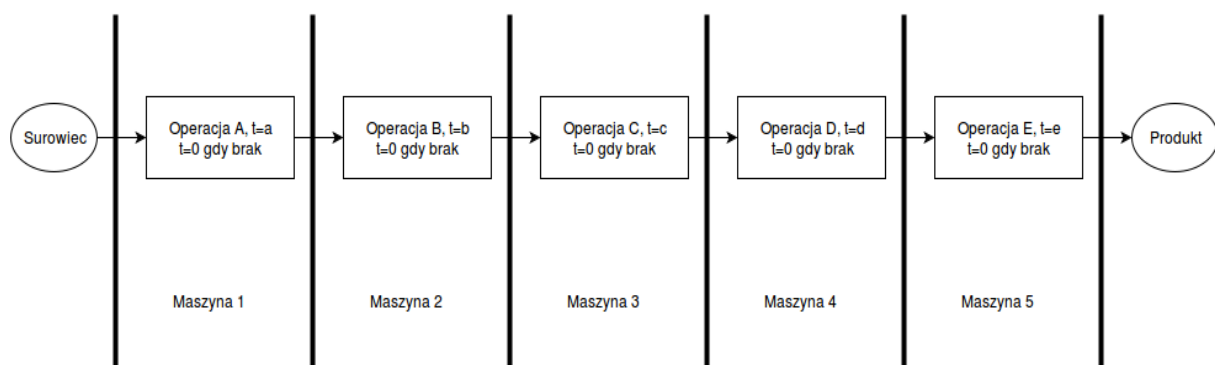 Surowiec
Operacja A, t=a
t=0 gdy brak
Operacja B, t=b
t=0 gdy brak
Operacja C, t=c
t=0 gdy brak
Operacja D, t=d
t=0 gdy brak
Operacja E, t=e
t=0 gdy brak
Produkt
Maszyna 1
Maszyna 2
Maszyna 3
Maszyna 4
Maszyna 5